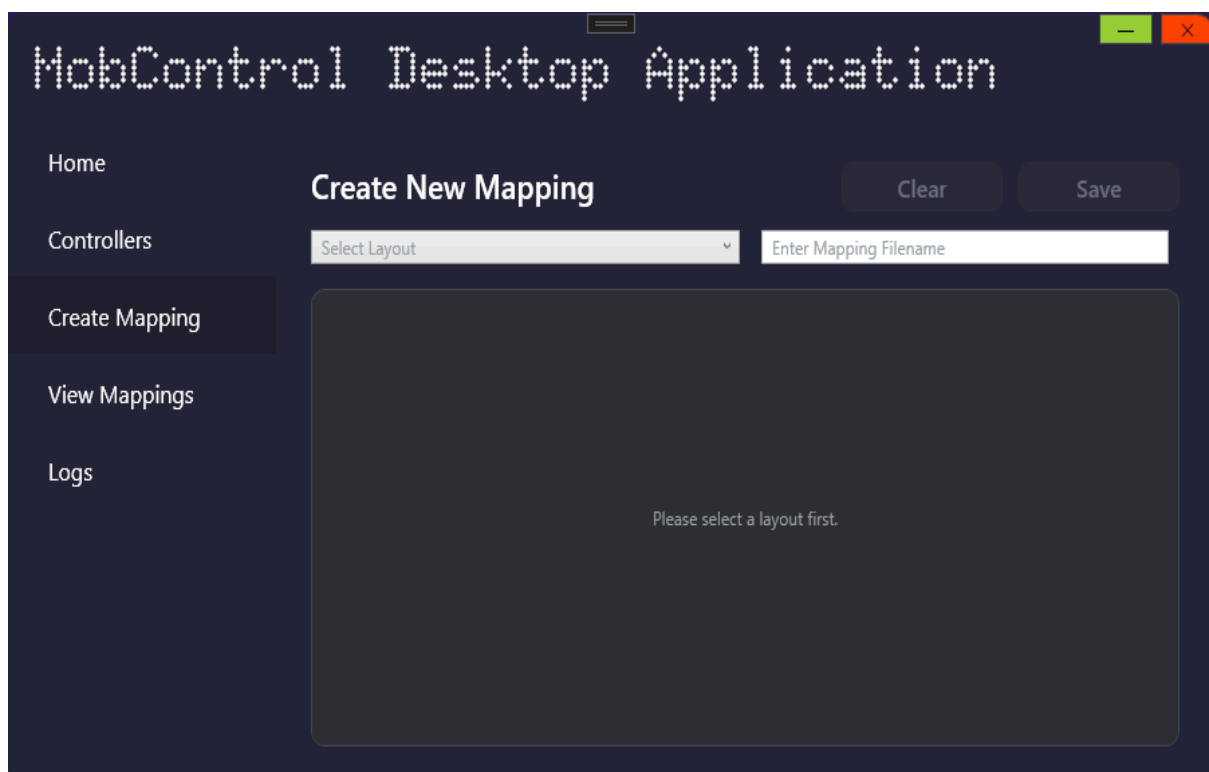 MobControl Desktop Application
Home
Controllers
Create Mapping
View Mappings
Logs
Create New Mapping
Clear
Save
Select Layout
Enter Mapping Filename
Please select a layout first.